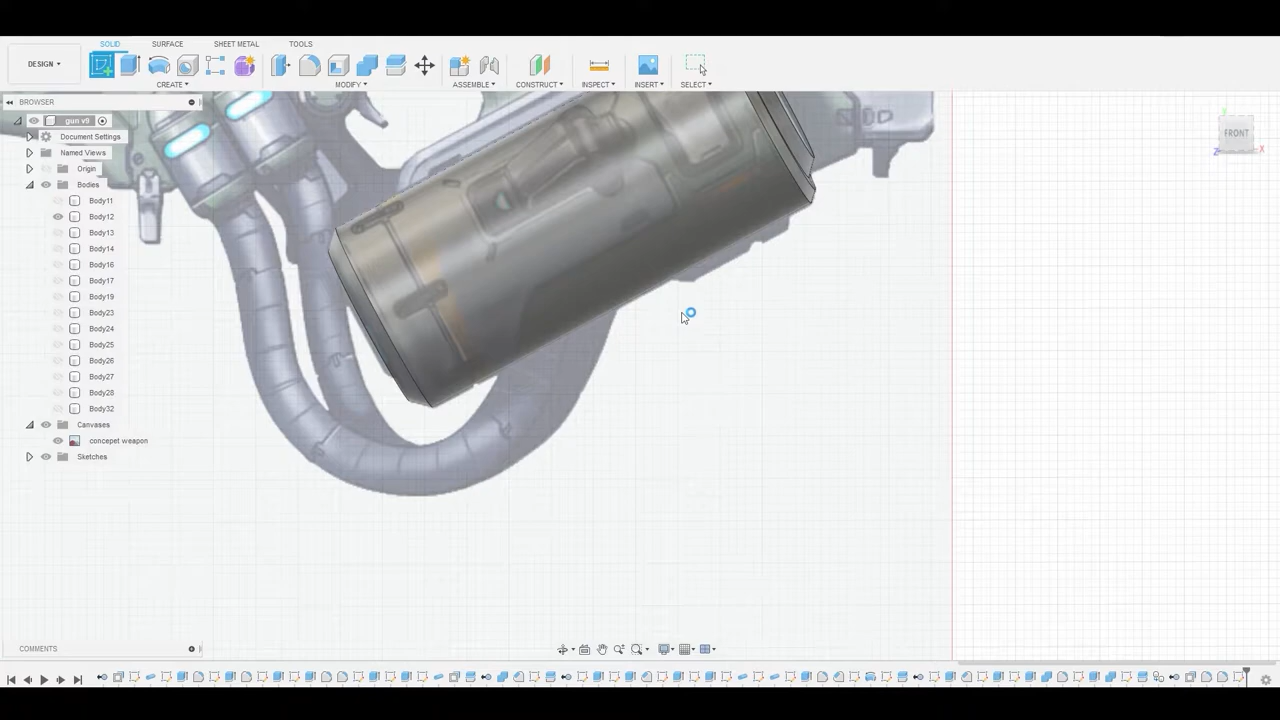 SOLID SURFACE SHEET METAL TOOLS
DESIGN
CREATE MODIFY ASSEMBLE CONSTRUCT INSPECT INSERT SELECT
BROWSER
gun v9
Document Settings
Named Views
Origin
Bodies
Body11
Body12
Body13
Body14
Body16
Body17
Body19
Body23
Body24
Body25
Body26
Body27
Body28
Body32
Canvases
concepet weapon
Sketches
FRONT
Y
X
Z
COMMENTS